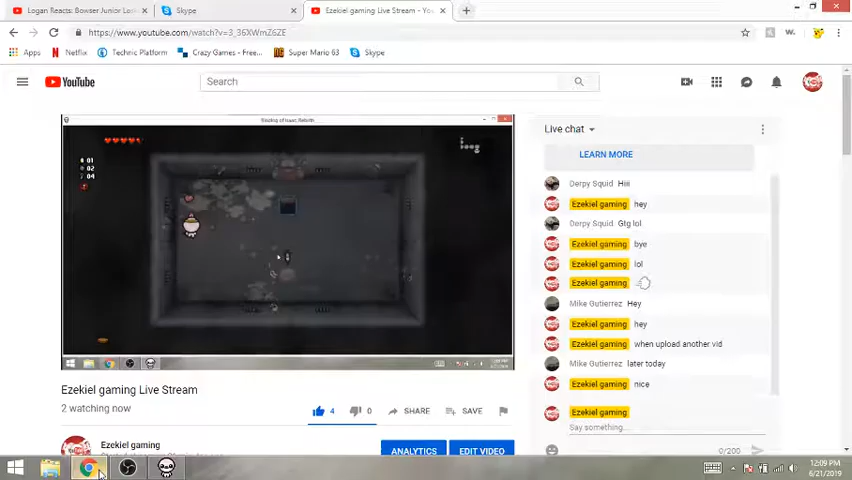 Logan Reacts: Bowser Junior Los
Skype
Ezekiel gaming Live Stream - Yo
https://www.youtube.com/watch?v=3_36XWmZ6ZE
Apps
Netflix
Technic Platform
Crazy Games - Free...
Super Mario 63
Skype
YouTube
Search
Live chat
LEARN MORE
Derpy Squid Hiii
Ezekiel gaming hey
Derpy Squid Gtg lol
Ezekiel gaming bye
Ezekiel gaming lol
Ezekiel gaming
Mike Gutierrez Hey
Ezekiel gaming hey
Ezekiel gaming when upload another vid
Mike Gutierrez later today
Ezekiel gaming nice
Ezekiel gaming
Say something...
0/200
01
02
04
Ezekiel gaming Live Stream
2 watching now
4
0
SHARE
SAVE
Ezekiel gaming
ANALYTICS
EDIT VIDEO
12:09 PM
6/21/2019